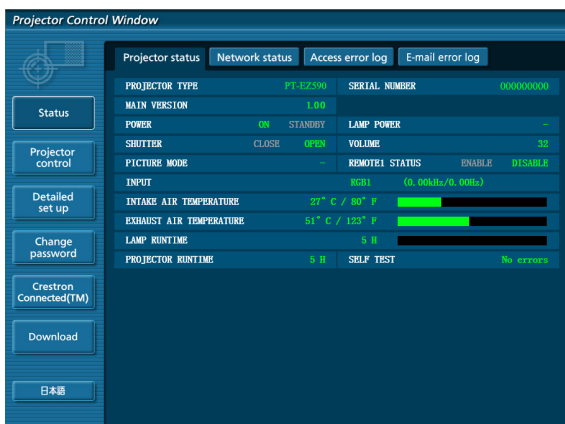 Projector Control Window
Projector status Network status Access error log E-mail error log
PROJECTOR TYPE PT-EZ590 SERIAL NUMBER 000000000
MAIN VERSION 1.00
POWER ON STANDBY LAMP POWER -
SHUTTER CLOSE OPEN VOLUME 32
PICTURE MODE - REMOTE1 STATUS ENABLE DISABLE
INPUT RGB1 (0.00kHz/0.00Hz)
INTAKE AIR TEMPERATURE 27° C / 80° F
EXHAUST AIR TEMPERATURE 51° C / 123° F
LAMP RUNTIME 5 H
PROJECTOR RUNTIME 5 H SELF TEST No errors
Status
Projector
control
Detailed
set up
Change
password
Crestron
Connected(TM)
Download
日本語